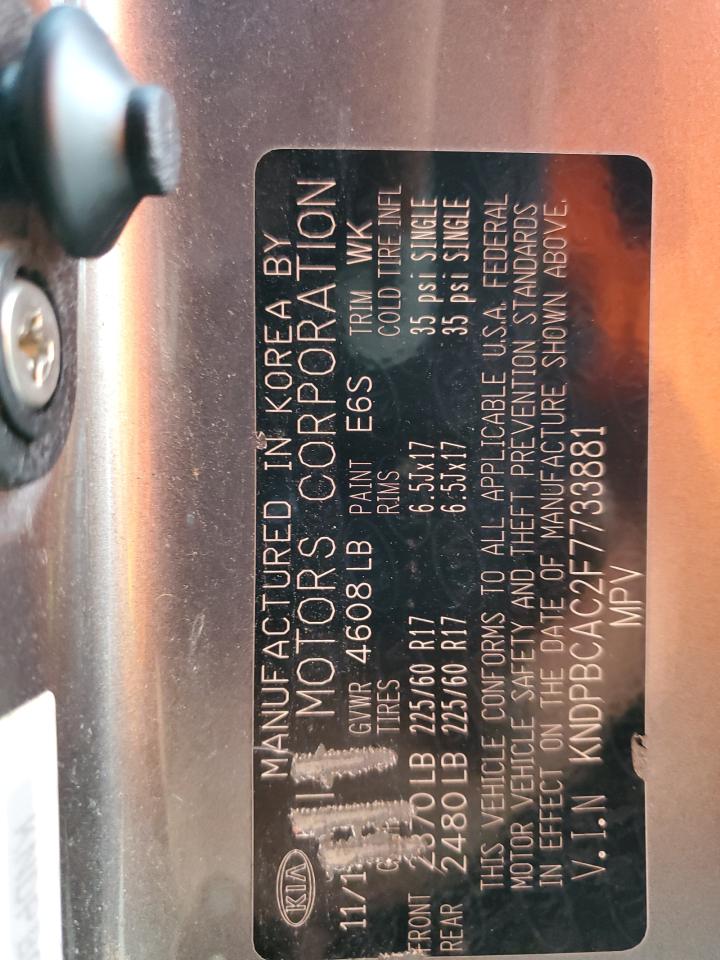 KIA MANUFACTURED IN KOREA BY
MOTORS CORPORATION
11/1 GVWR 4608 LB PAINT E6S TRIM WK
TIRES RIMS COLD TIRE INFL
FRONT 2370 LB 225/60 R17 6.5Jx17 35 psi SINGLE
REAR 2480 LB 225/60 R17 6.5Jx17 35 psi SINGLE
THIS VEHICLE CONFORMS TO ALL APPLICABLE U.S.A. FEDERAL
MOTOR VEHICLE SAFETY AND THEFT PREVENTION STANDARDS
IN EFFECT ON THE DATE OF MANUFACTURE SHOWN ABOVE.
V.I.N KNDPBCAC2F7733881
MPV